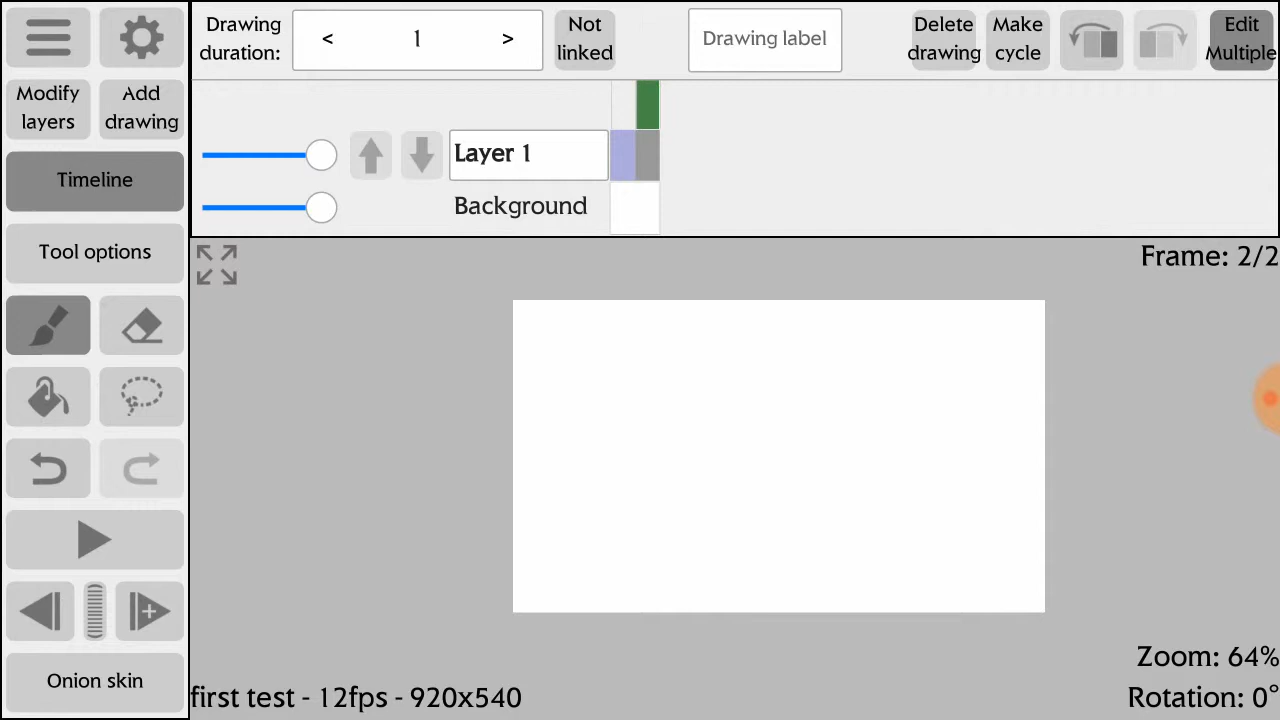 Modify
layers
Add
drawing
Timeline
Tool options
Onion skin
Drawing
duration:
< 1 >
Not
linked
Drawing label
Delete
drawing
Make
cycle
Edit
Multiple
Layer 1
Background
Frame: 2/2
Zoom: 64%
first test - 12fps - 920x540
Rotation: 0°